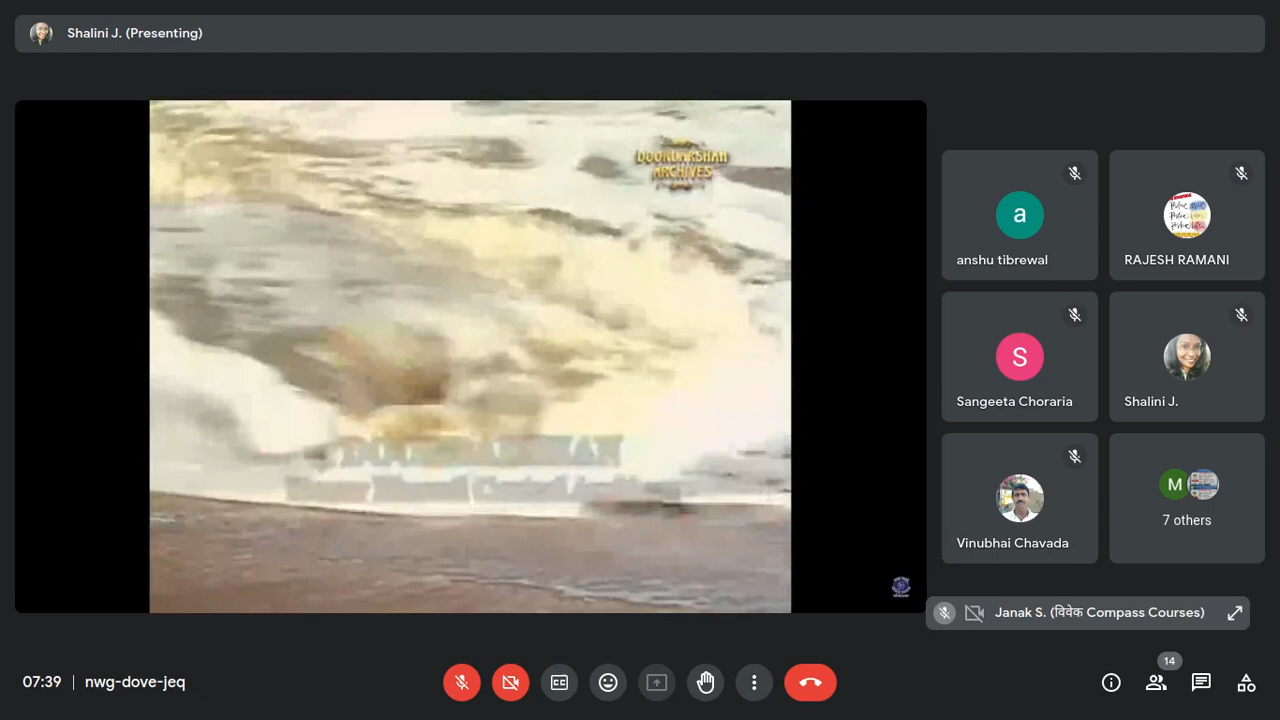 Shalini J. (Presenting)
DOORDARSHAN
ARCHIVES
a
anshu tibrewal
RAJESH RAMANI
S
Sangeeta Choraria
Shalini J.
Vinubhai Chavada
M
7 others
Janak S. (विवेक Compass Courses)
14
07:39 | nwg-dove-jeq